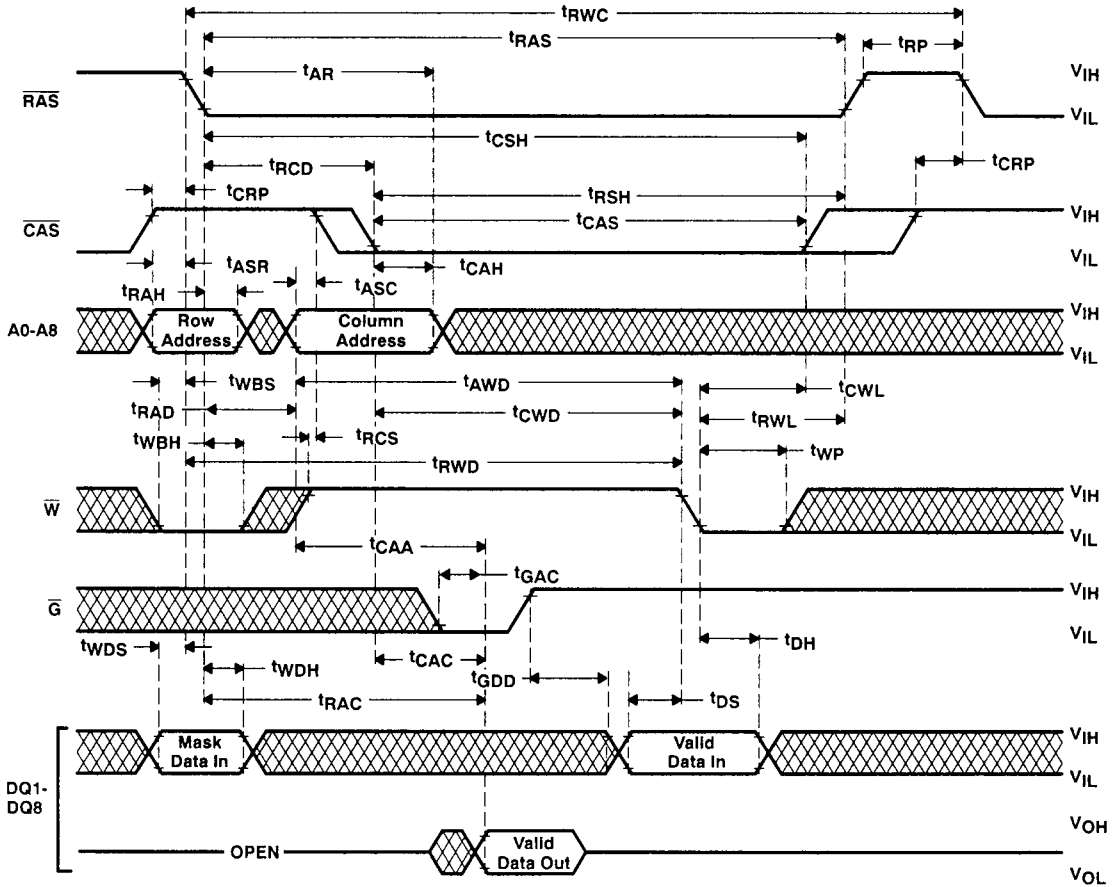 tRWC
tRAS
tRP
tAR
RAS
VIH
VIL
tCSH
tRCD
tCRP
tCRP
tRSH
CAS
tCAS
VIH
VIL
tASR
tCAH
tRAH
tASC
A0-A8
Row
Address
Column
Address
VIH
VIL
tWBS
tAWD
tCWL
tRAD
tCWD
tRWL
tWBH
tRCS
tWP
tRWD
W
VIH
VIL
tCAA
tGAC
G
VIH
VIL
tWDS
tCAC
tDH
tWDH
tGDD
tRAC
tDS
Mask
Data In
Valid
Data In
VIH
VIL
DQ1-
DQ8
OPEN
Valid
Data Out
VOH
VOL